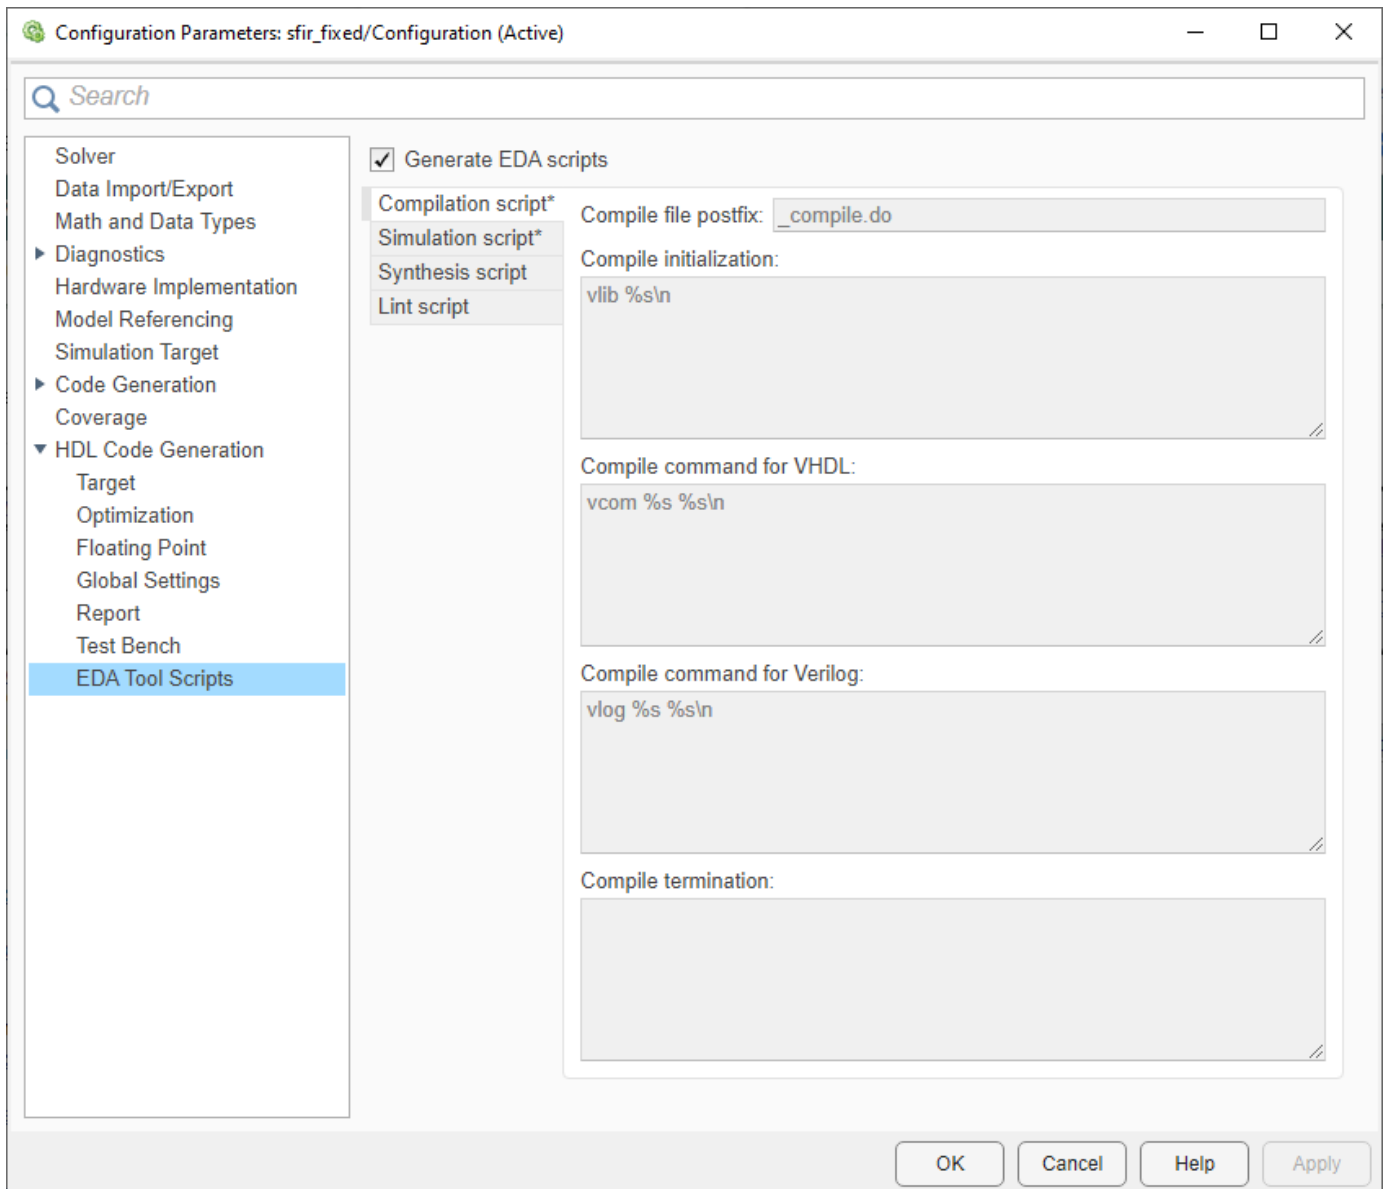 Configuration Parameters: sfir_fixed/Configuration (Active)
Search
Solver
Data Import/Export
Math and Data Types
Diagnostics
Hardware Implementation
Model Referencing
Simulation Target
Code Generation
Coverage
HDL Code Generation
Target
Optimization
Floating Point
Global Settings
Report
Test Bench
EDA Tool Scripts
Generate EDA scripts
Compilation script*
Simulation script*
Synthesis script
Lint script
Compile file postfix: _compile.do
Compile initialization:
vlib %s\n
Compile command for VHDL:
vcom %s %s\n
Compile command for Verilog:
vlog %s %s\n
Compile termination:
OK Cancel Help Apply